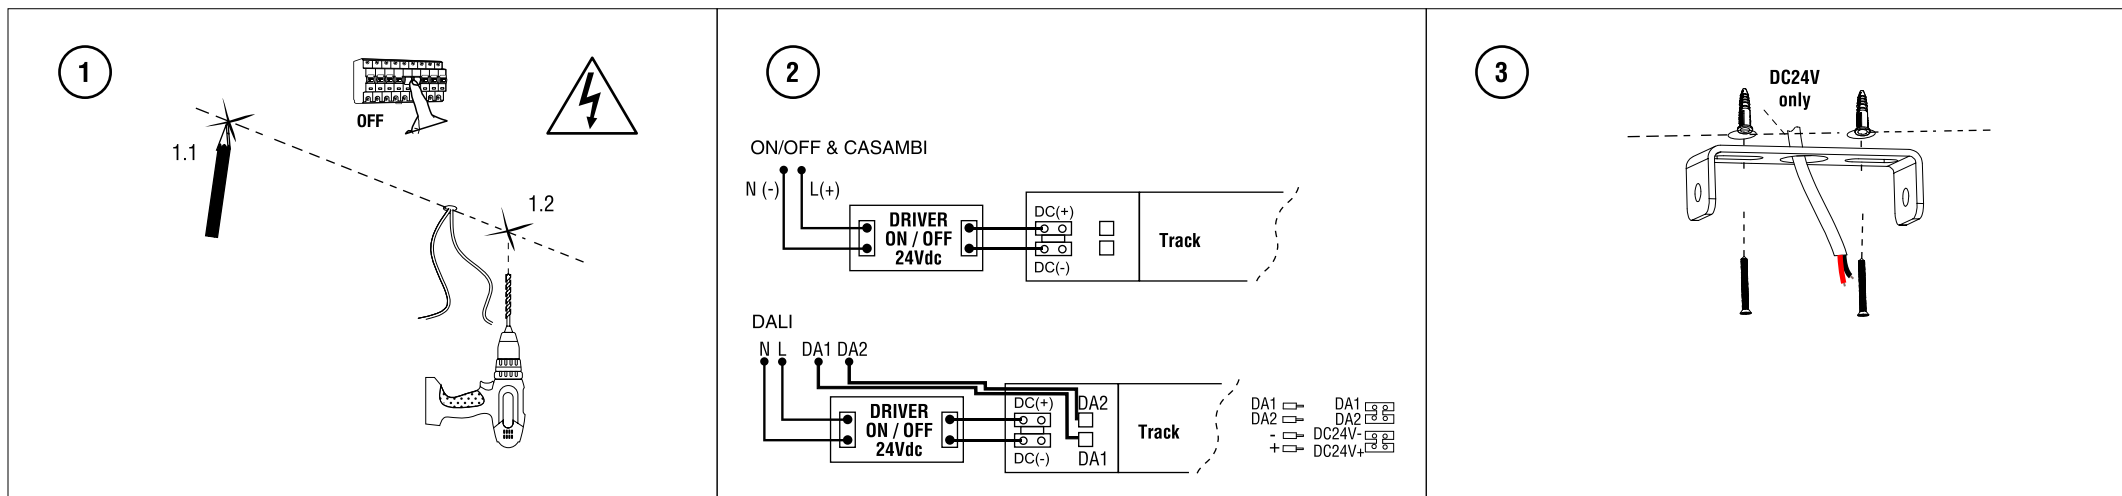 1
OFF
1.1
1.2
2
ON/OFF & CASAMBI
N (-) L(+)
DRIVER
ON / OFF
24Vdc
DC(+)
DC(-)
Track
DALI
N L DA1 DA2
DRIVER
ON / OFF
24Vdc
DC(+)
DC(-)
DA2
DA1
Track
DA1
DA2
-
+
DA1
DA2
DC24V-
DC24V+
3
DC24V
only